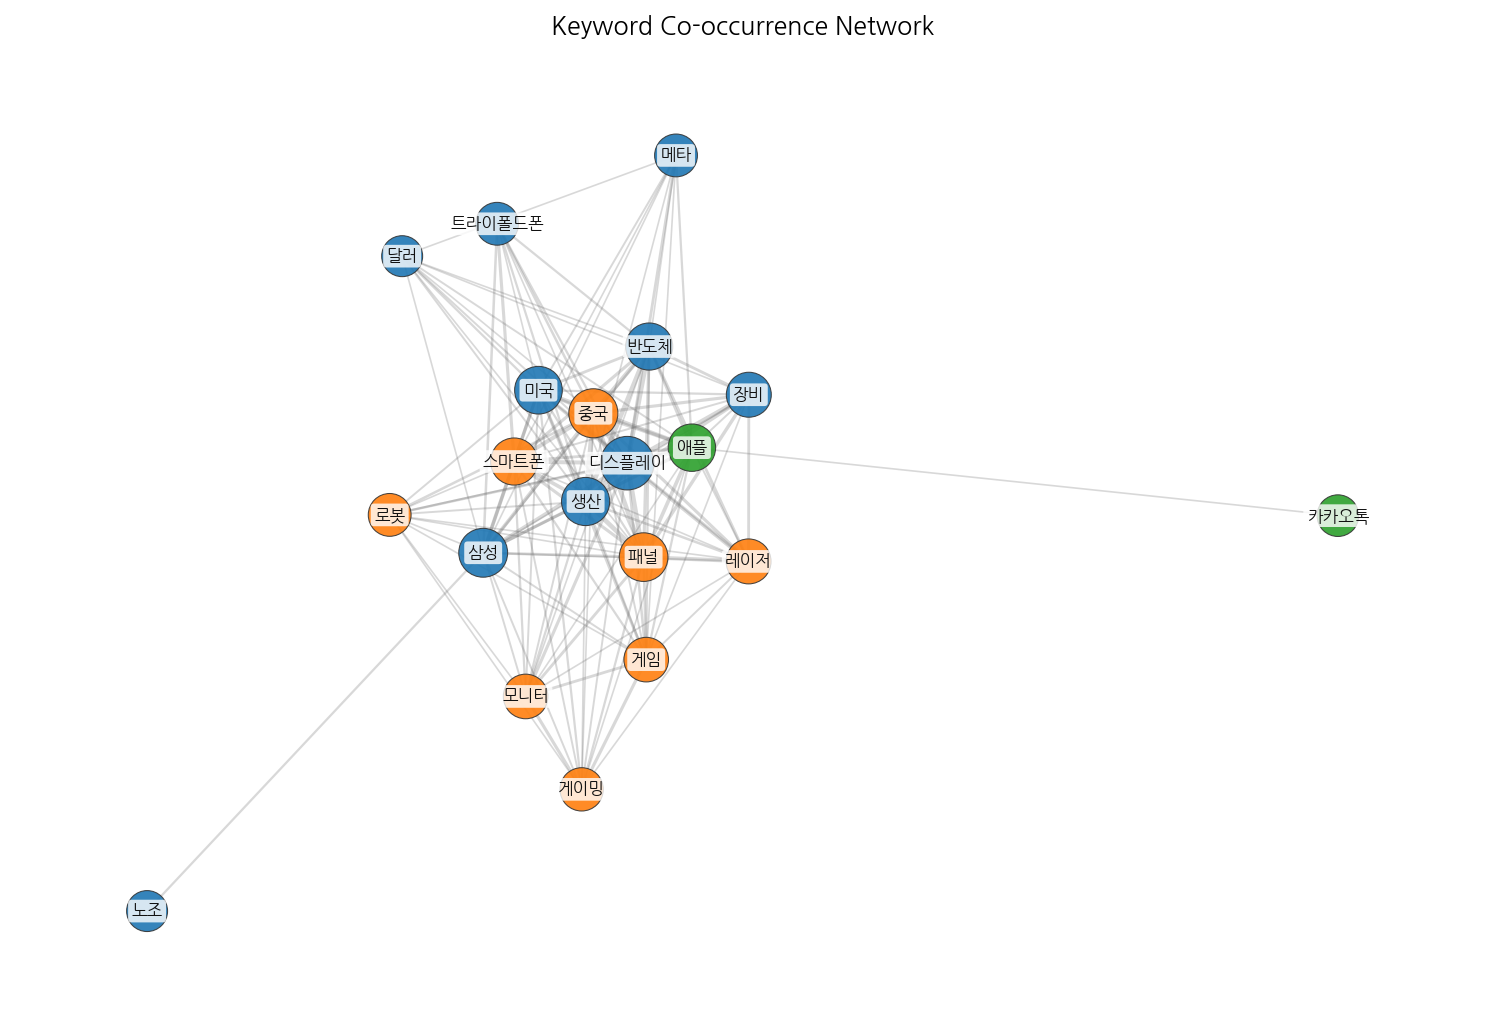 Keyword Co-occurrence Network
메타
트라이폴드폰
달러
반도체
미국
장비
중국
애플
스마트폰
디스플레이
생산
로봇
카카오톡
삼성
패널
레이저
게임
모니터
게이밍
노조